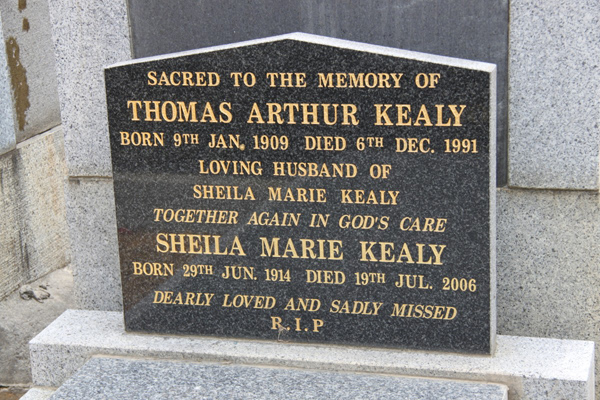 SACRED TO THE MEMORY OF
THOMAS ARTHUR KEALY
BORN 9TH JAN. 1909 DIED 6TH DEC. 1991
LOVING HUSBAND OF
SHEILA MARIE KEALY
TOGETHER AGAIN IN GOD'S CARE
SHEILA MARIE KEALY
BORN 29TH JUN. 1914 DIED 19TH JUL. 2006
DEARLY LOVED AND SADLY MISSED
R.I.P